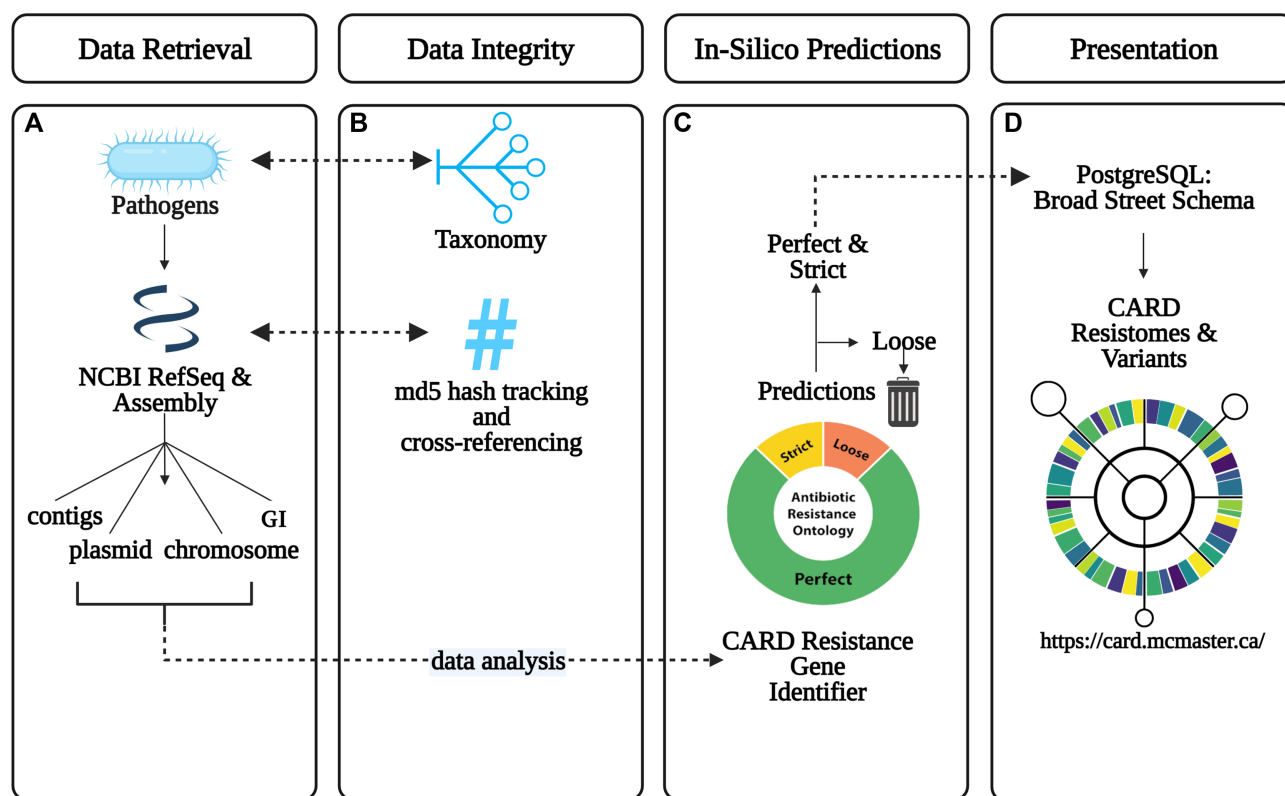 Data Retrieval
Data Integrity
In-Silico Predictions
Presentation
A
Pathogens
NCBI RefSeq &
Assembly
contigs
GI
plasmid chromosome
B
Taxonomy
#
md5 hash tracking
and
cross-referencing
data analysis
C
Perfect &
Strict
Loose
Predictions
Strict
Loose
Antibiotic
Resistance
Ontology
Perfect
CARD Resistance
Gene
Identifier
D
PostgreSQL:
Broad Street Schema
CARD
Resistomes &
Variants
https://card.mcmaster.ca/